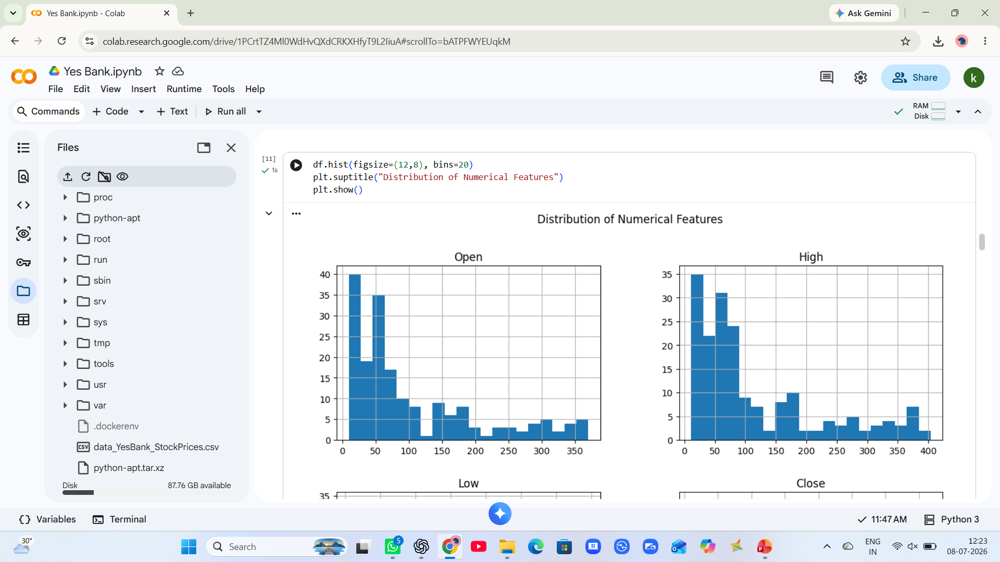 Yes Bank.ipynb - Colab
Ask Gemini
colab.research.google.com/drive/1PCrtTZ4Ml0WdHvQXdCRKXHfyT9L2IiuA#scrollTo=bATPFWYEUqkM
Yes Bank.ipynb
Share
k
File Edit View Insert Runtime Tools Help
Commands + Code + Text Run all
RAM
Disk
Files
proc
python-apt
root
run
sbin
srv
sys
tmp
tools
usr
var
.dockerenv
CSV data_YesBank_StockPrices.csv
python-apt.tar.xz
Disk 87.76 GB available
[11]
1s
df.hist(figsize=(12,8), bins=20)
plt.suptitle("Distribution of Numerical Features")
plt.show()
Distribution of Numerical Features
Open
40
35
30
25
20
15
10
5
0
0 50 100 150 200 250 300 350
High
35
30
25
20
15
10
5
0
0 50 100 150 200 250 300 350 400
Low
35
Close
Variables Terminal
11:47 AM Python 3
30°
Search
5
ENG
IN
12:23
08-07-2026